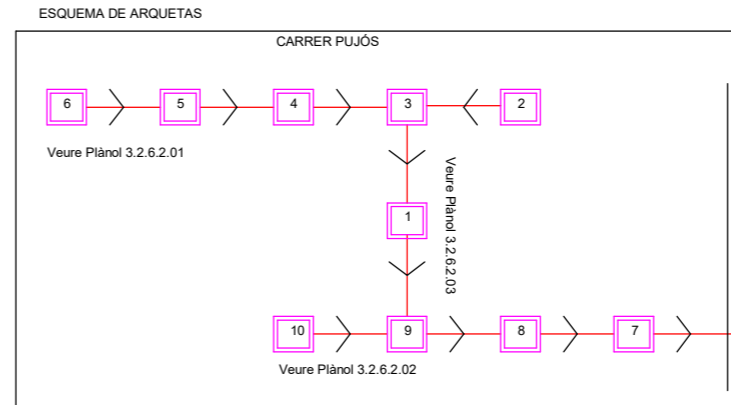 ESQUEMA DE ARQUETAS
CARRER PUJÓS
6 5 4 3 2
Veure Plànol 3.2.6.2.01
Veure Plànol 3.2.6.2.03
1
10 9 8 7
Veure Plànol 3.2.6.2.02